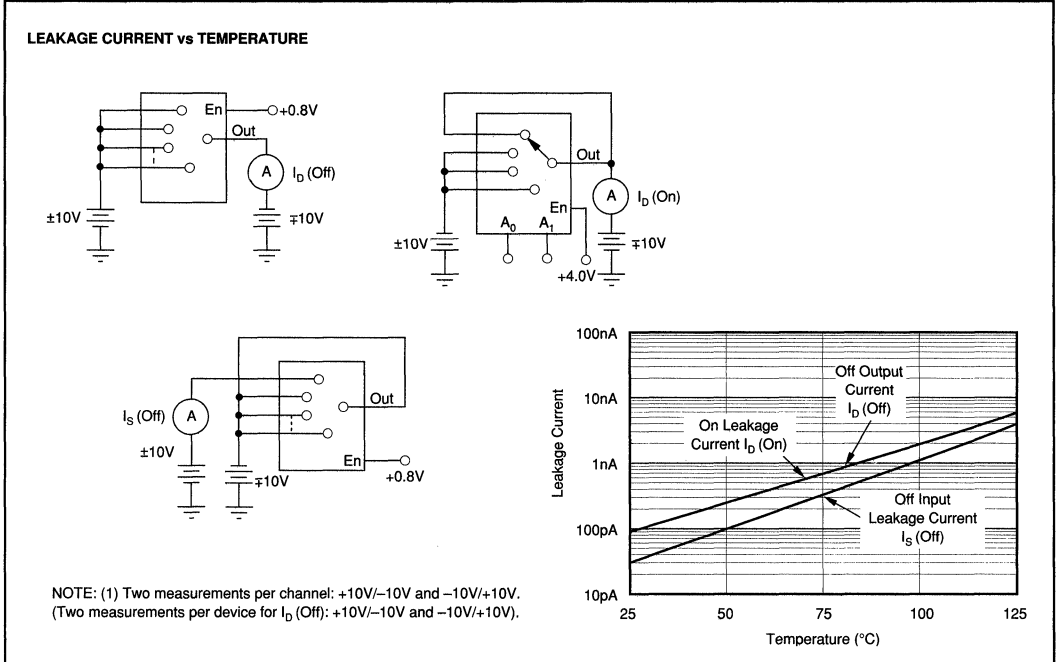 LEAKAGE CURRENT vs TEMPERATURE
En
+0.8V
Out
A
I_D (Off)
±10V
∓10V
Out
A
I_D (On)
En
A₀
A₁
±10V
∓10V
+4.0V
I_S (Off)
A
±10V
∓10V
Out
En
+0.8V
100nA
10nA
1nA
100pA
10pA
Leakage Current
Off Output
Current
I_D (Off)
On Leakage
Current I_D (On)
Off Input
Leakage Current
I_S (Off)
25
50
75
100
125
Temperature (°C)
NOTE: (1) Two measurements per channel: +10V/–10V and –10V/+10V.
(Two measurements per device for I_D (Off): +10V/–10V and –10V/+10V).